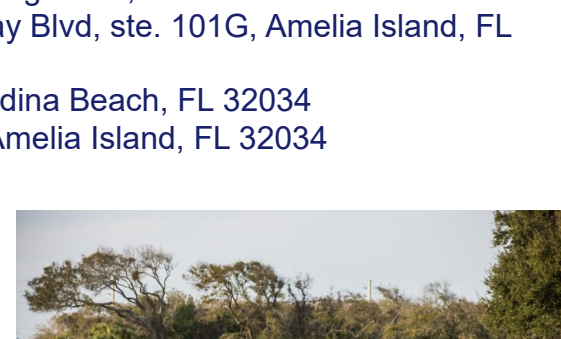 ay Blvd, ste. 101G, Amelia Island, FL
dina Beach, FL 32034
Amelia Island, FL 32034